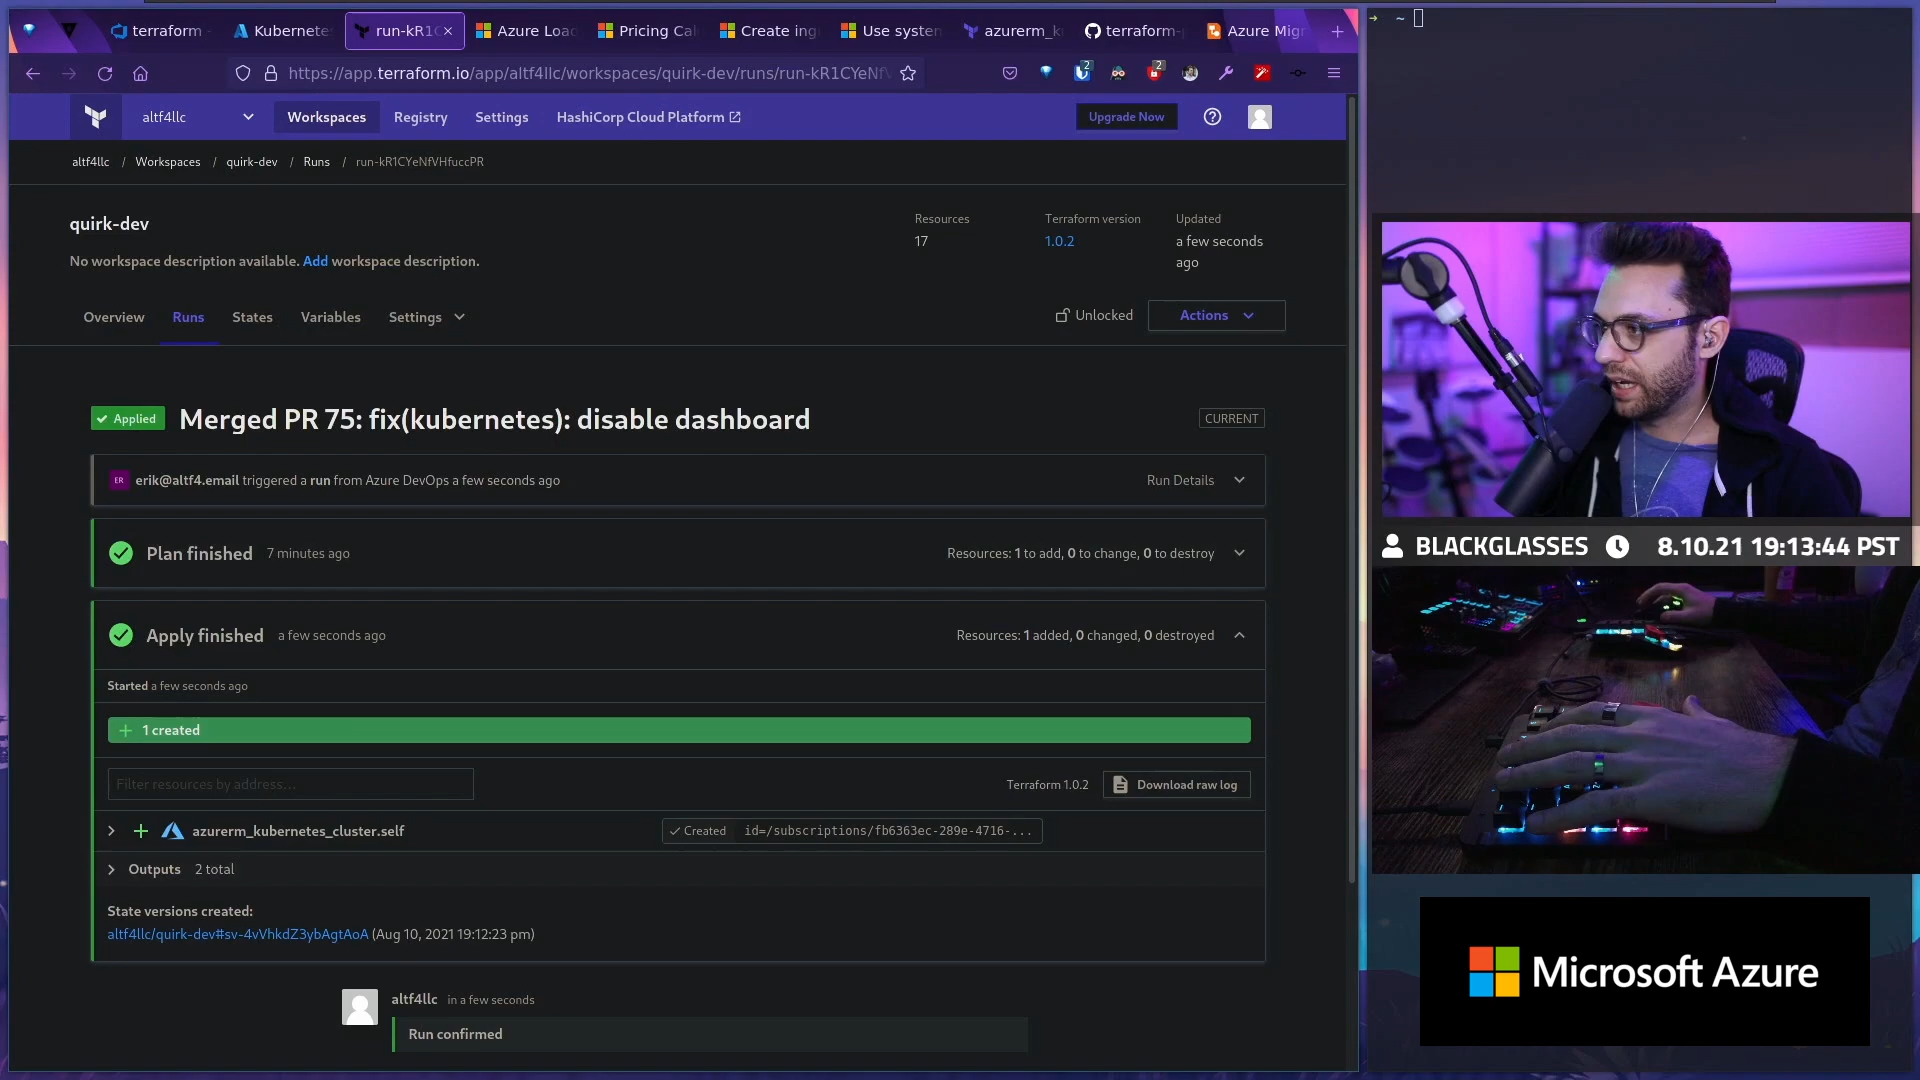 terraform
Kubernete
run-kR1C
Azure Loa
Pricing Cal
Create ing
Use system
azurerm_k
terraform-p
Azure Migr
https://app.terraform.io/app/altf4llc/workspaces/quirk-dev/runs/run-kR1CYeNfV
2
2
altf4llc
Workspaces
Registry
Settings
HashiCorp Cloud Platform
Upgrade Now
altf4llc / Workspaces / quirk-dev / Runs / run-kR1CYeNfVHfuccPR
quirk-dev
No workspace description available. Add workspace description.
Resources
17
Terraform version
1.0.2
Updated
a few seconds
ago
Overview
Runs
States
Variables
Settings
Unlocked
Actions
Applied
Merged PR 75: fix(kubernetes): disable dashboard
CURRENT
ER
erik@altf4.email triggered a run from Azure DevOps a few seconds ago
Run Details
Plan finished 7 minutes ago
Resources: 1 to add, 0 to change, 0 to destroy
Apply finished a few seconds ago
Resources: 1 added, 0 changed, 0 destroyed
Started a few seconds ago
+ 1 created
Filter resources by address...
Terraform 1.0.2
Download raw log
azurerm_kubernetes_cluster.self
Created id=/subscriptions/fb6363ec-289e-4716-...
Outputs 2 total
State versions created:
altf4llc/quirk-dev#sv-4vVhkdZ3ybAgtAoA (Aug 10, 2021 19:12:23 pm)
altf4llc in a few seconds
Run confirmed
~
BLACKGLASSES
8.10.21 19:13:44 PST
Microsoft Azure